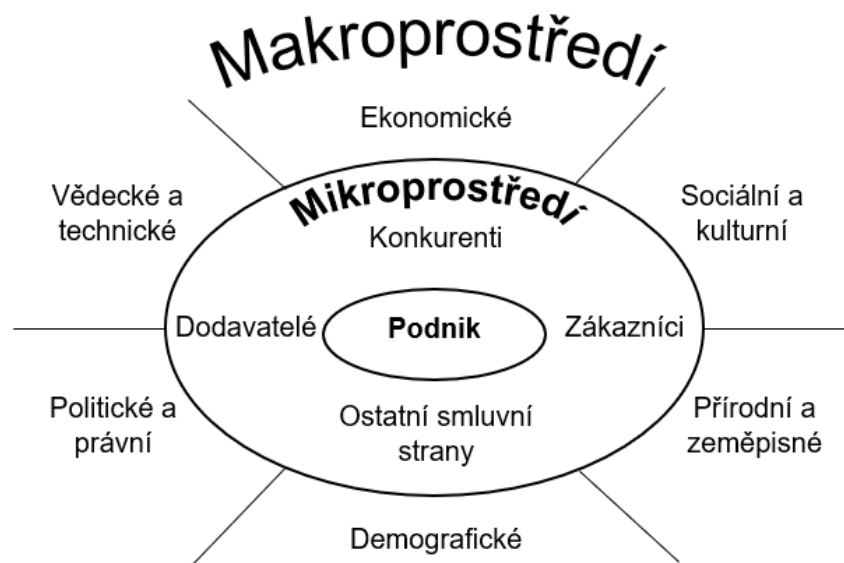 Makroprostředí
Ekonomické
Vědecké a
technické
Sociální a
kulturní
Mikroprostředí
Konkurenti
Dodavatelé
Podnik
Zákazníci
Politické a
právní
Ostatní smluvní
strany
Přírodní a
zeměpisné
Demografické